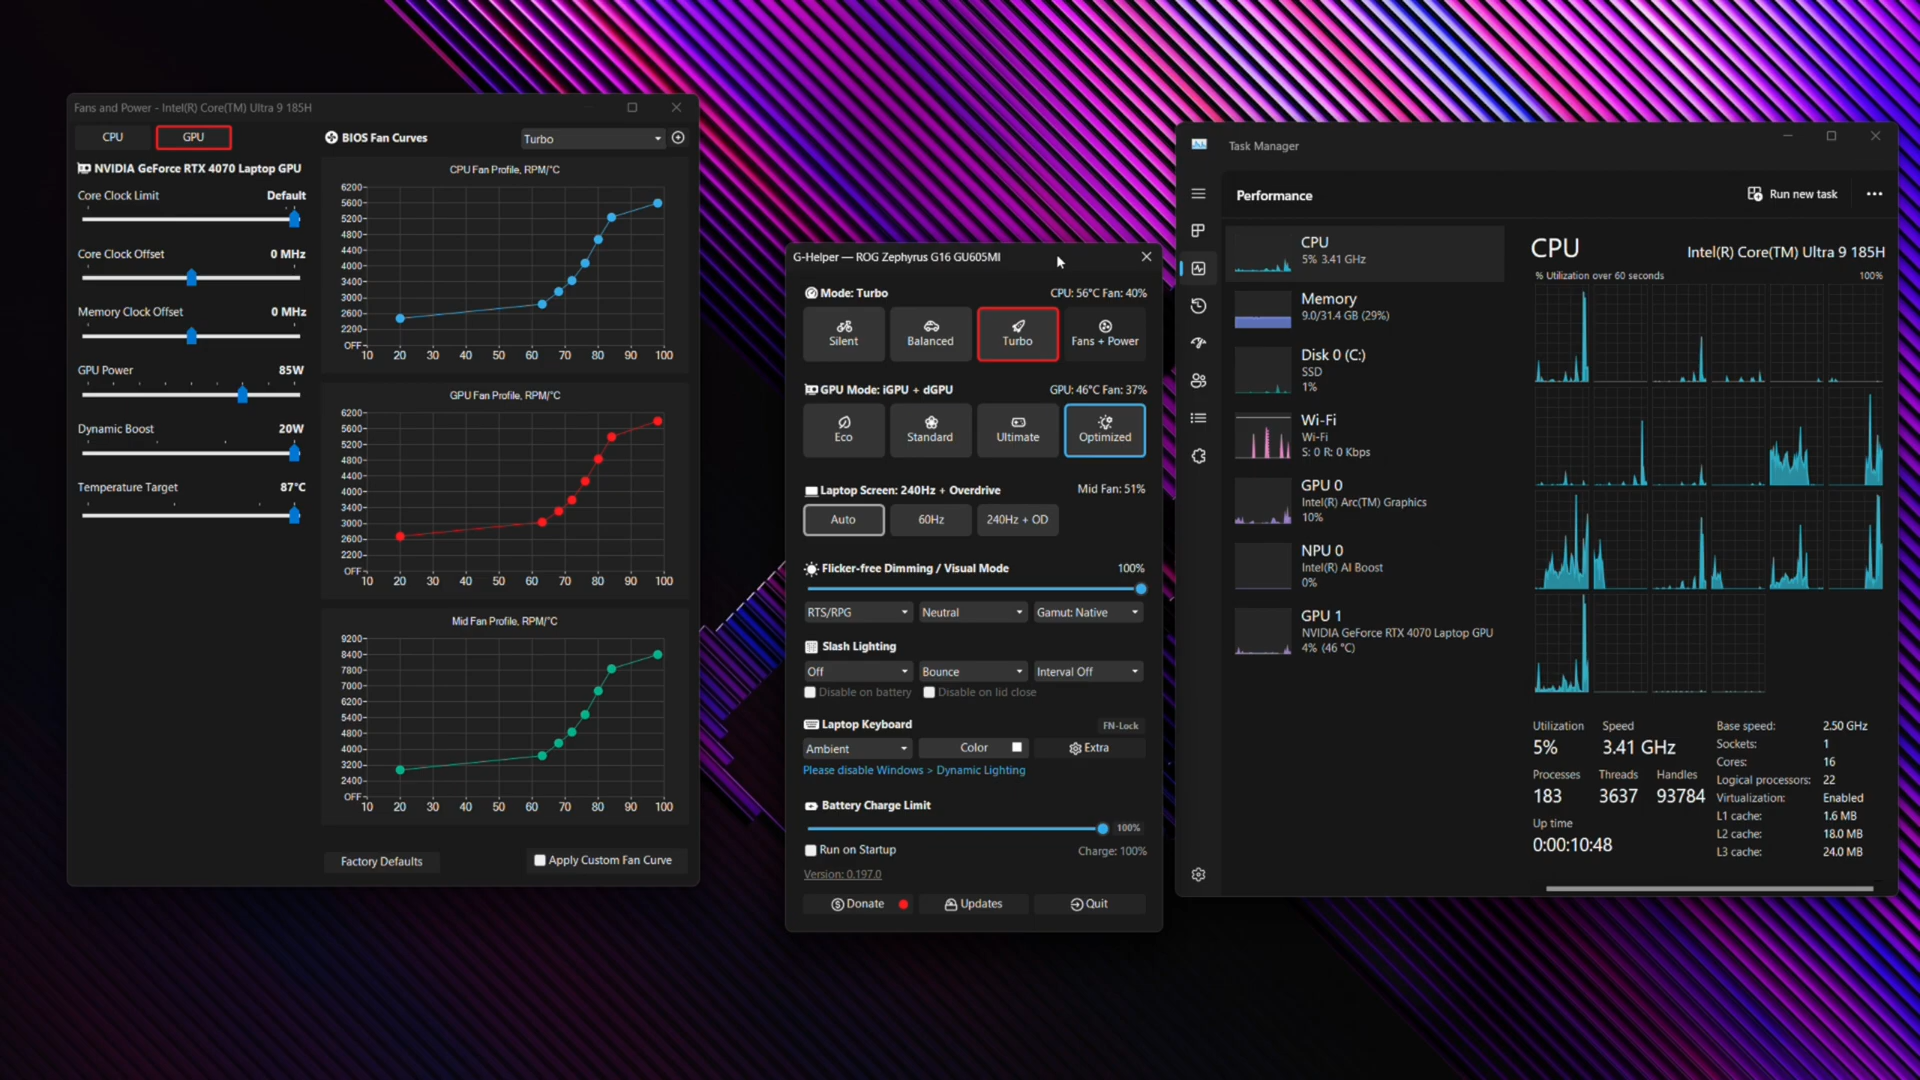 Fans and Power - Intel(R) Core(TM) Ultra 9 185H
CPU
GPU
NVIDIA GeForce RTX 4070 Laptop GPU
Core Clock Limit
Default
Core Clock Offset
0 MHz
Memory Clock Offset
0 MHz
GPU Power
85W
Dynamic Boost
20W
Temperature Target
87°C
BIOS Fan Curves
Turbo
CPU Fan Profile, RPM/°C
6200
5600
5200
4800
4400
4000
3400
3000
2600
2200
OFF
10 20 30 40 50 60 70 80 90 100
GPU Fan Profile, RPM/°C
6200
5600
5200
4800
4400
4000
3400
3000
2600
2200
OFF
10 20 30 40 50 60 70 80 90 100
Mid Fan Profile, RPM/°C
9200
8400
7800
7000
6200
5400
4800
4000
3200
2400
OFF
10 20 30 40 50 60 70 80 90 100
Factory Defaults
Apply Custom Fan Curve
G-Helper — ROG Zephyrus G16 GU605MI
Mode: Turbo
CPU: 56°C Fan: 40%
Silent
Balanced
Turbo
Fans + Power
GPU Mode: iGPU + dGPU
GPU: 46°C Fan: 37%
Eco
Standard
Ultimate
Optimized
Laptop Screen: 240Hz + Overdrive
Mid Fan: 51%
Auto
60Hz
240Hz + OD
Flicker-free Dimming / Visual Mode
100%
RTS/RPG
Neutral
Gamut: Native
Slash Lighting
Off
Bounce
Interval Off
Disable on battery
Disable on lid close
Laptop Keyboard
FN-Lock
Ambient
Color
Extra
Please disable Windows > Dynamic Lighting
Battery Charge Limit
100%
Run on Startup
Charge: 100%
Version: 0.197.0
Donate
Updates
Quit
Task Manager
Performance
Run new task
CPU
5% 3.41 GHz
Memory
9.0/31.4 GB (29%)
Disk 0 (C:)
SSD
1%
Wi-Fi
Wi-Fi
S: 0 R: 0 Kbps
GPU 0
Intel(R) Arc(TM) Graphics
10%
NPU 0
Intel(R) AI Boost
0%
GPU 1
NVIDIA GeForce RTX 4070 Laptop GPU
4% (46 °C)
CPU
Intel(R) Core(TM) Ultra 9 185H
% Utilization over 60 seconds
100%
Utilization
5%
Speed
3.41 GHz
Processes
183
Threads
3637
Handles
93784
Up time
0:00:10:48
Base speed: 2.50 GHz
Sockets: 1
Cores: 16
Logical processors: 22
Virtualization: Enabled
L1 cache: 1.6 MB
L2 cache: 18.0 MB
L3 cache: 24.0 MB